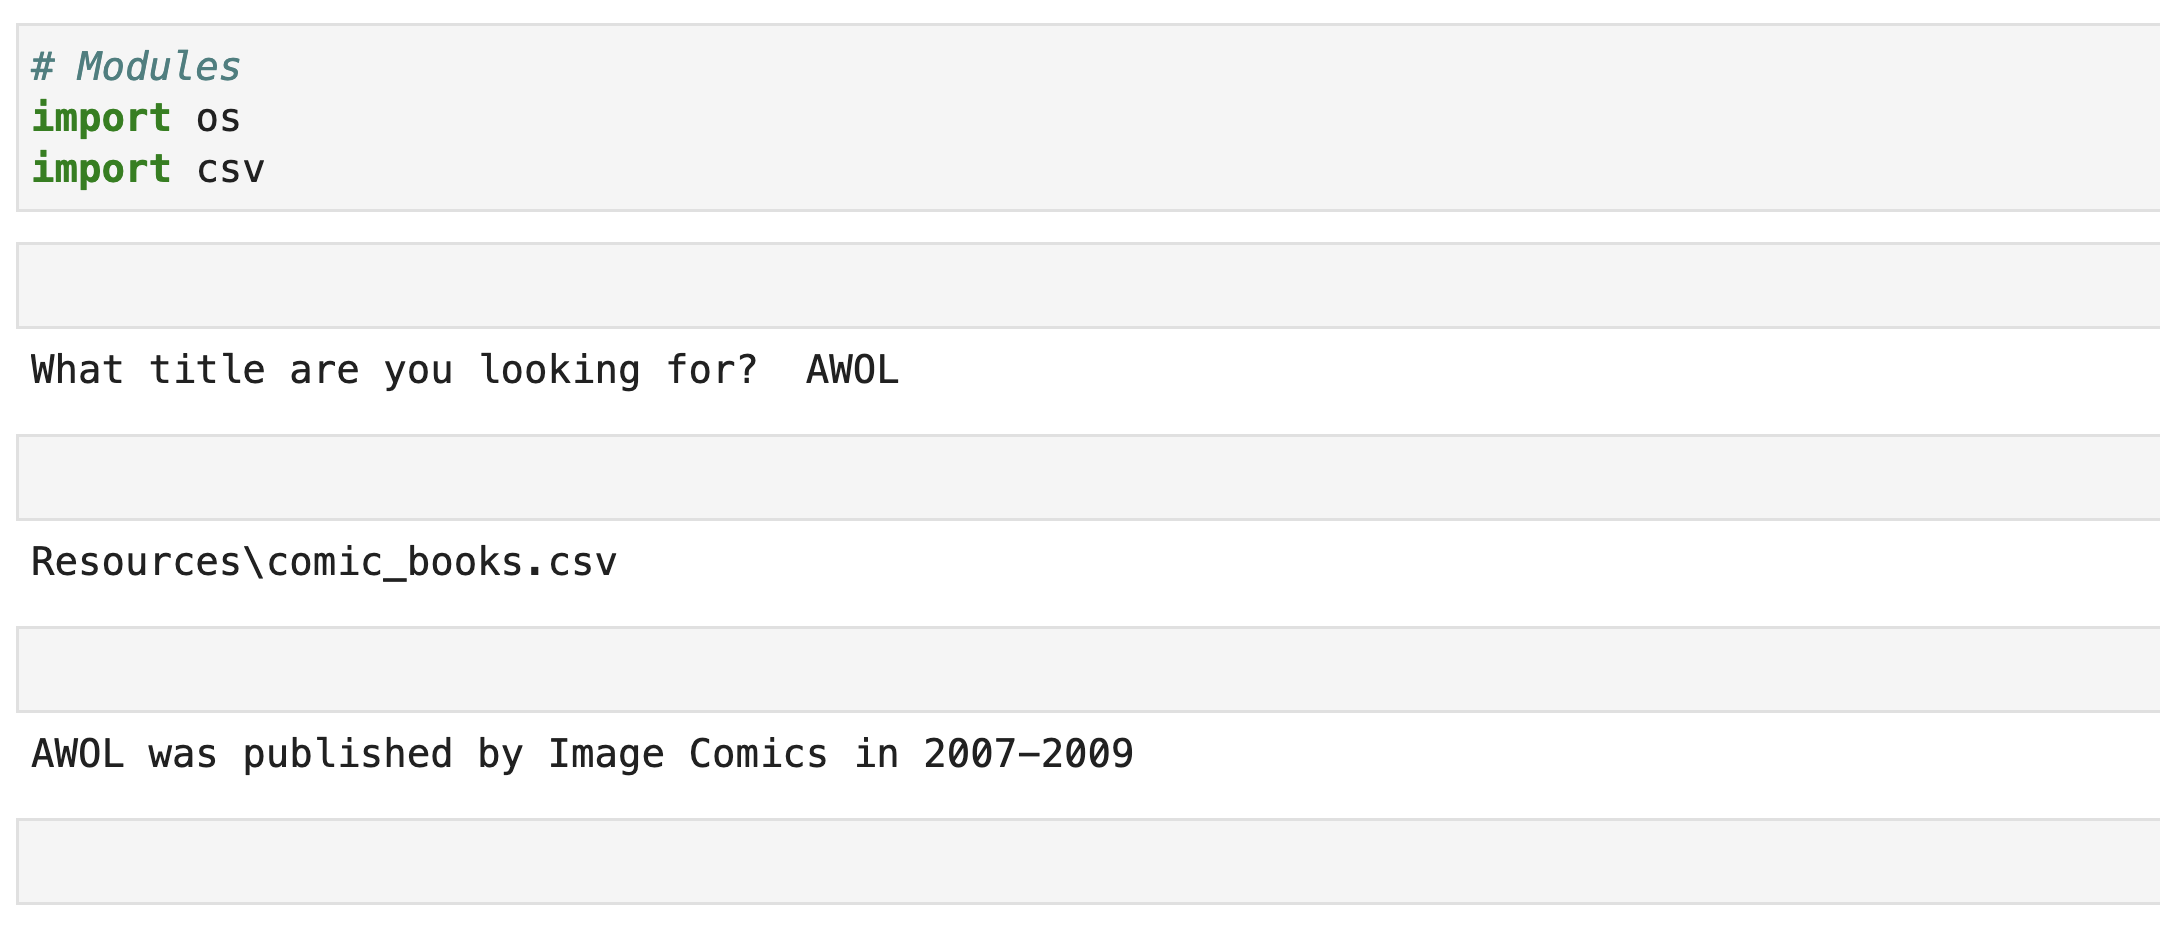 # Modules
import os
import csv
What title are you looking for?  AWOL
Resources\comic_books.csv
AWOL was published by Image Comics in 2007-2009